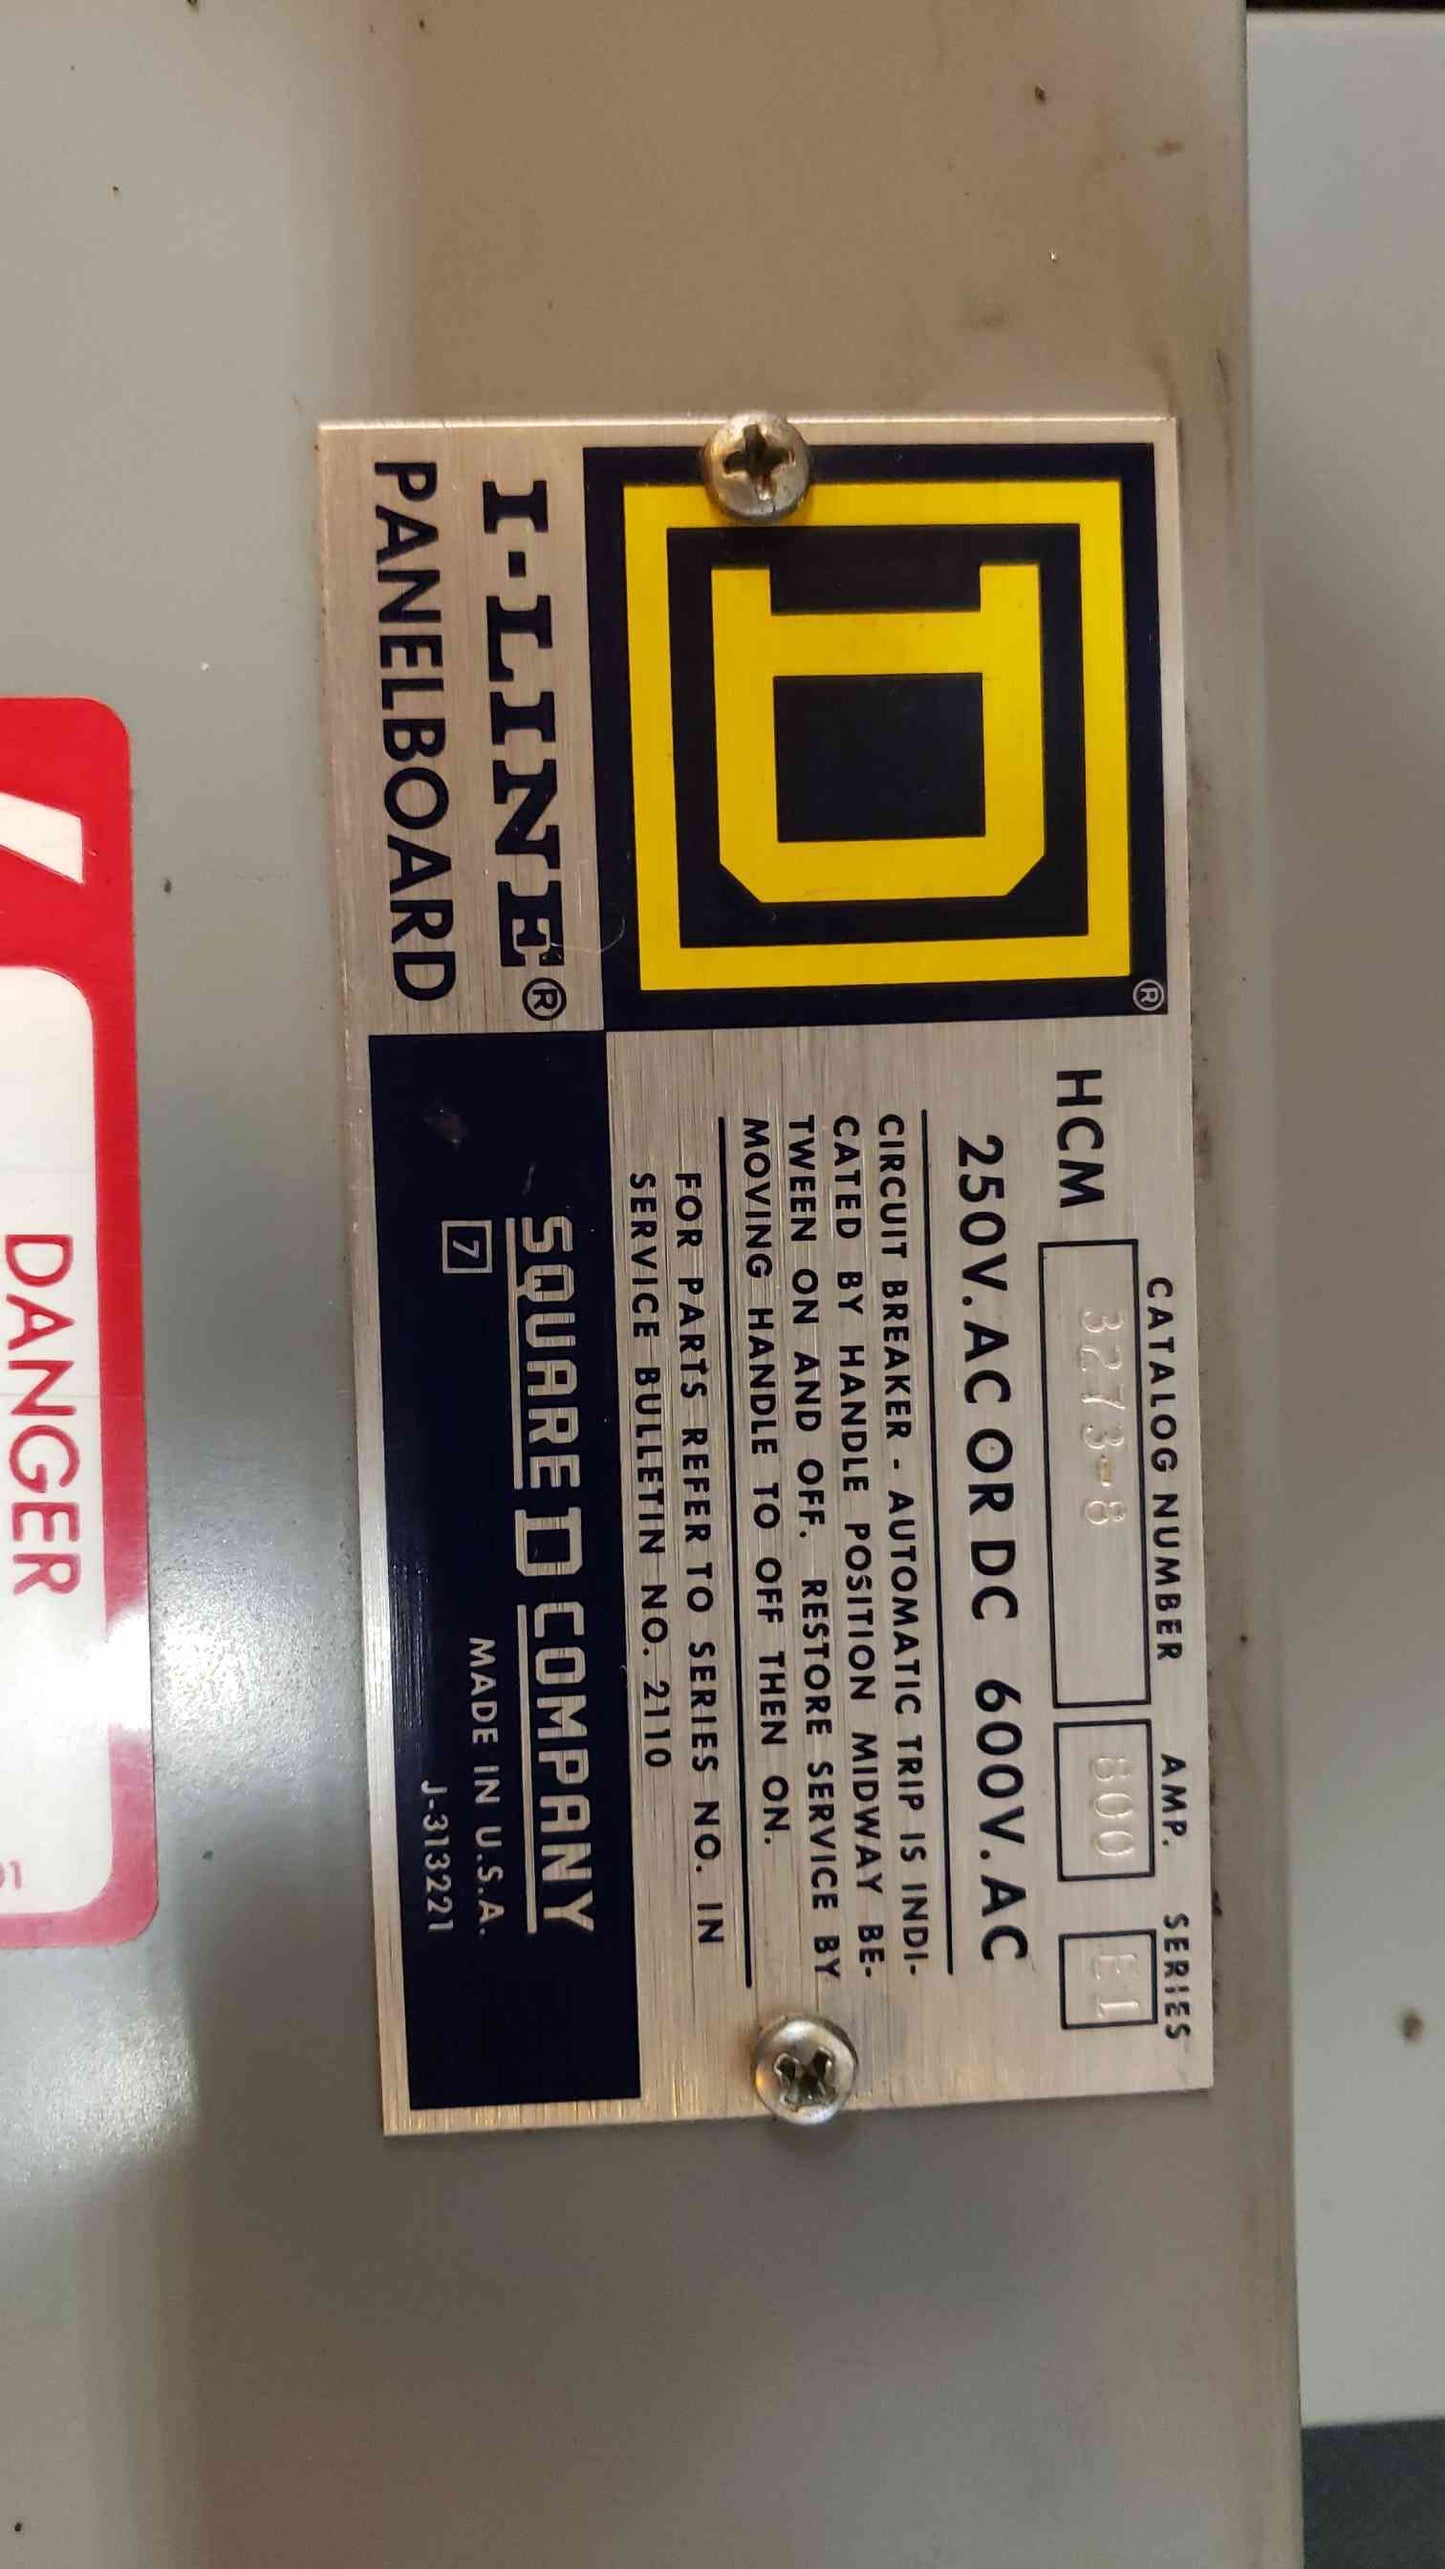 CATALOG NUMBER AMP. SERIES
HCM 3273-8 800 E1
250V. AC OR DC 600V. AC
CIRCUIT BREAKER - AUTOMATIC TRIP IS INDI-
CATED BY HANDLE POSITION MIDWAY BE-
TWEEN ON AND OFF. RESTORE SERVICE BY
MOVING HANDLE TO OFF THEN ON.
FOR PARTS REFER TO SERIES NO. IN
SERVICE BULLETIN NO. 2110
D
®
I-LINE®
PANELBOARD
SQUARE D COMPANY
7
MADE IN U.S.A.
J-313221
DANGER